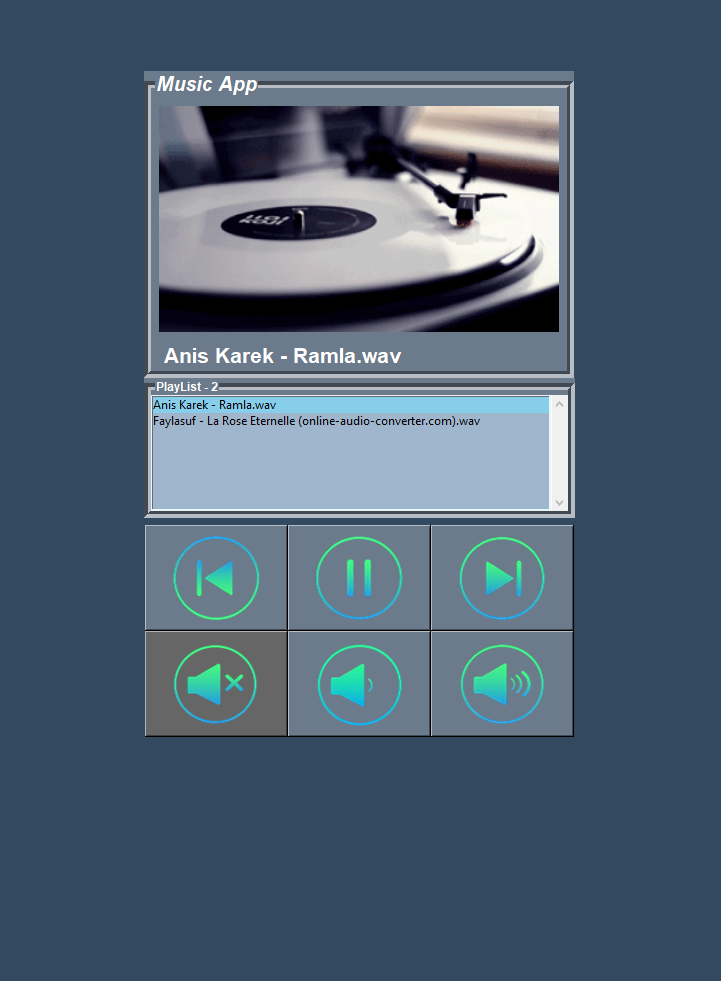 Music App
Anis Karek - Ramla.wav
PlayList - 2
Anis Karek - Ramla.wav
Faylasuf - La Rose Eternelle (online-audio-converter.com).wav